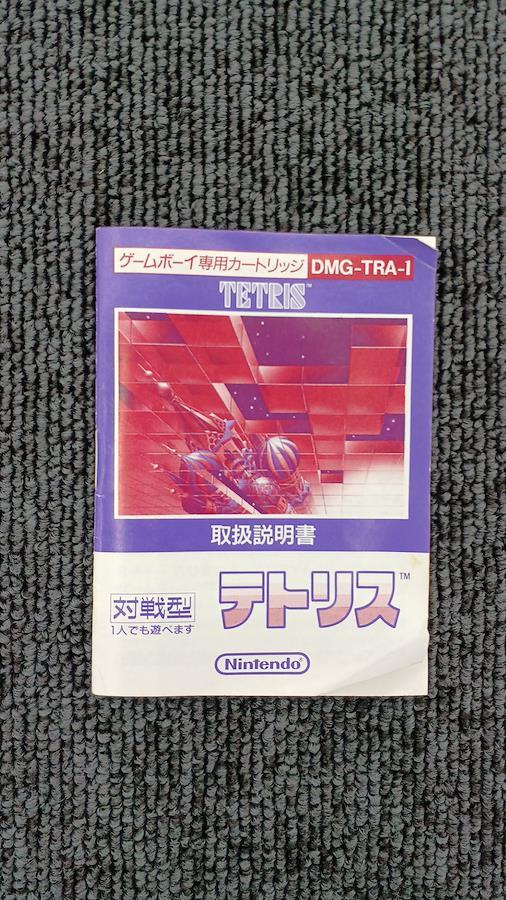 ゲームボーイ専用カートリッジ DMG-TRA-1
TETRIS™
取扱説明書
対戦型
1人でも遊べます
テトリス™
Nintendo®